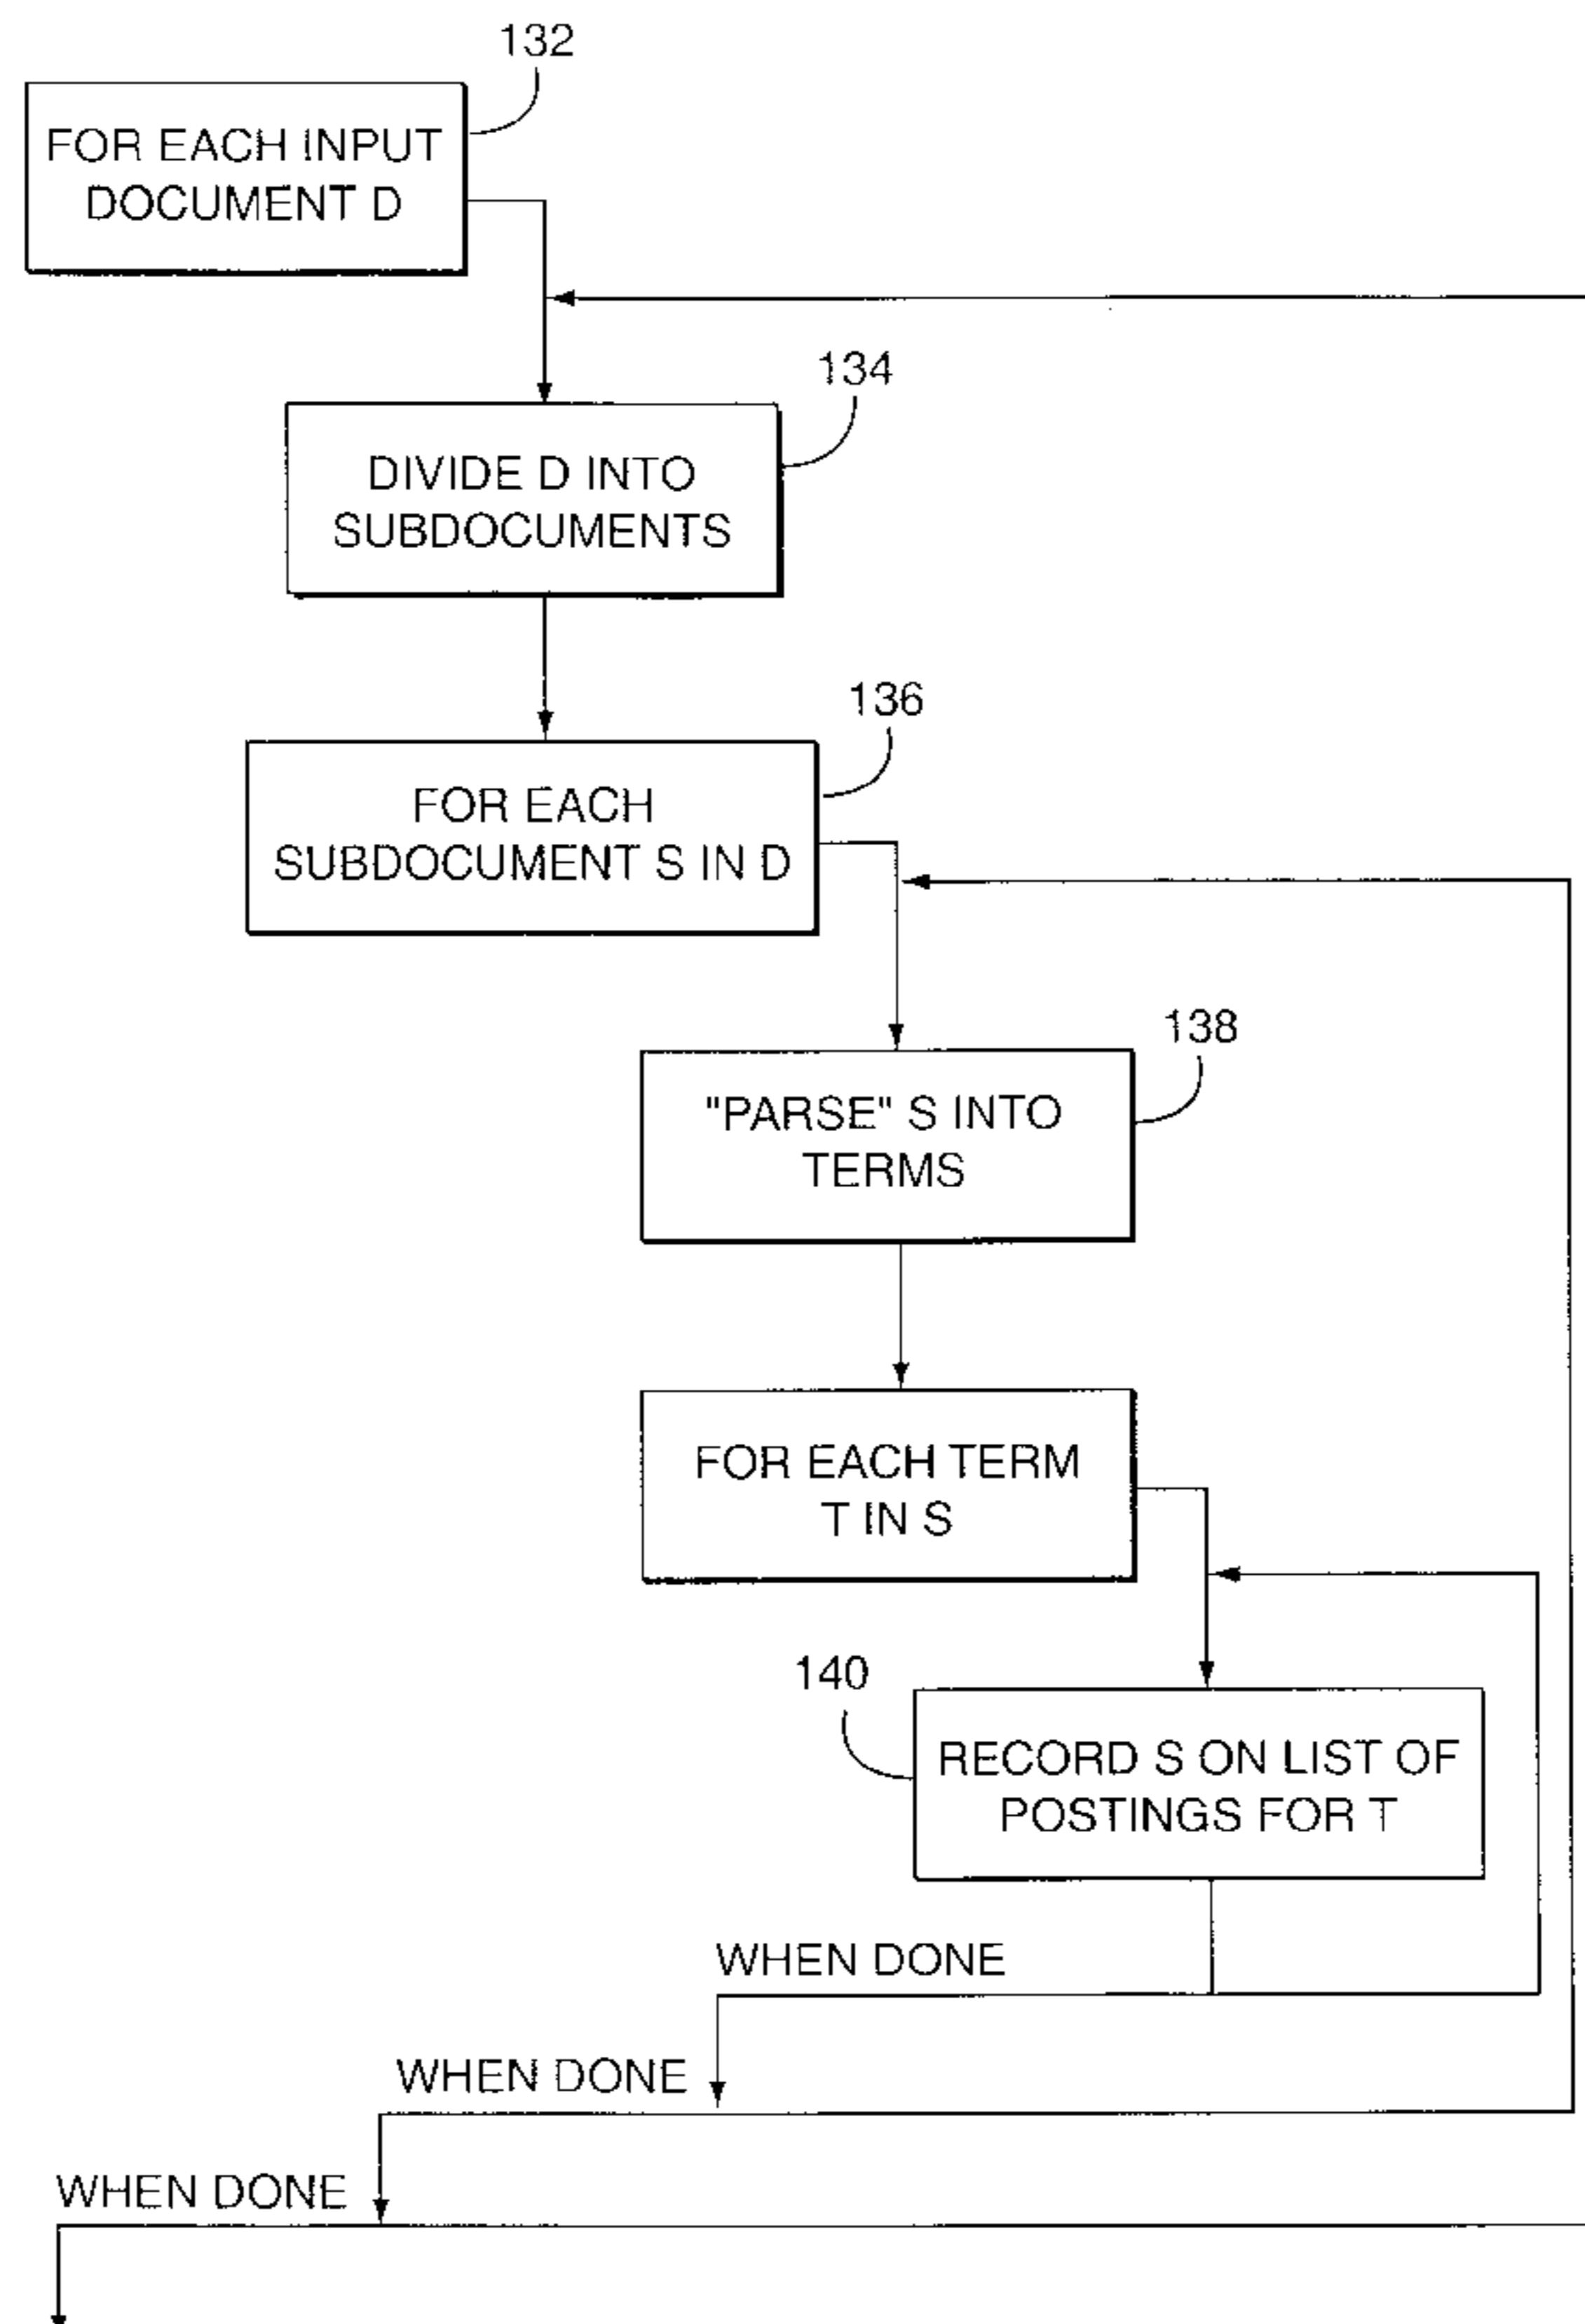 132
FOR EACH INPUT
DOCUMENT D
134
DIVIDE D INTO
SUBDOCUMENTS
136
FOR EACH
SUBDOCUMENT S IN D
138
"PARSE" S INTO
TERMS
FOR EACH TERM
T IN S
140
RECORD S ON LIST OF
POSTINGS FOR T
WHEN DONE
WHEN DONE
WHEN DONE